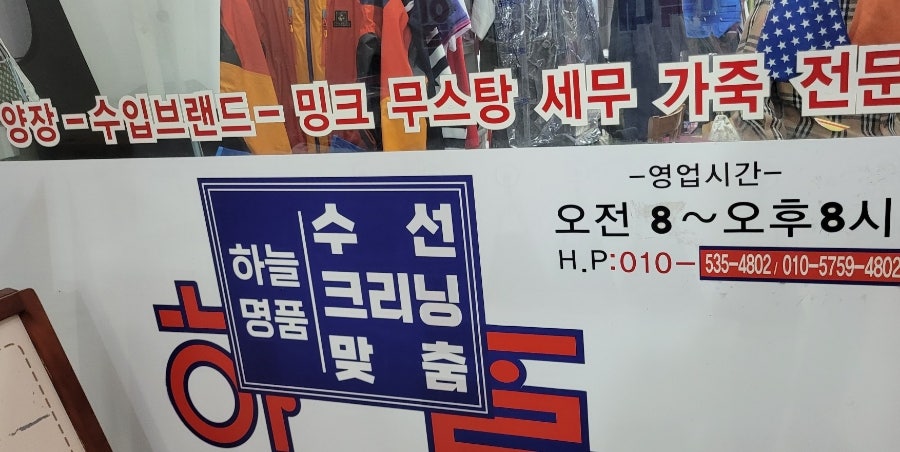 양장-수입브랜드- 밍크 무스탕 세무 가죽 전문
-영업시간-
오전 8~오후8시
H.P:010-535-4802/010-5759-4802
하늘
명품
수선
크리닝
맞춤